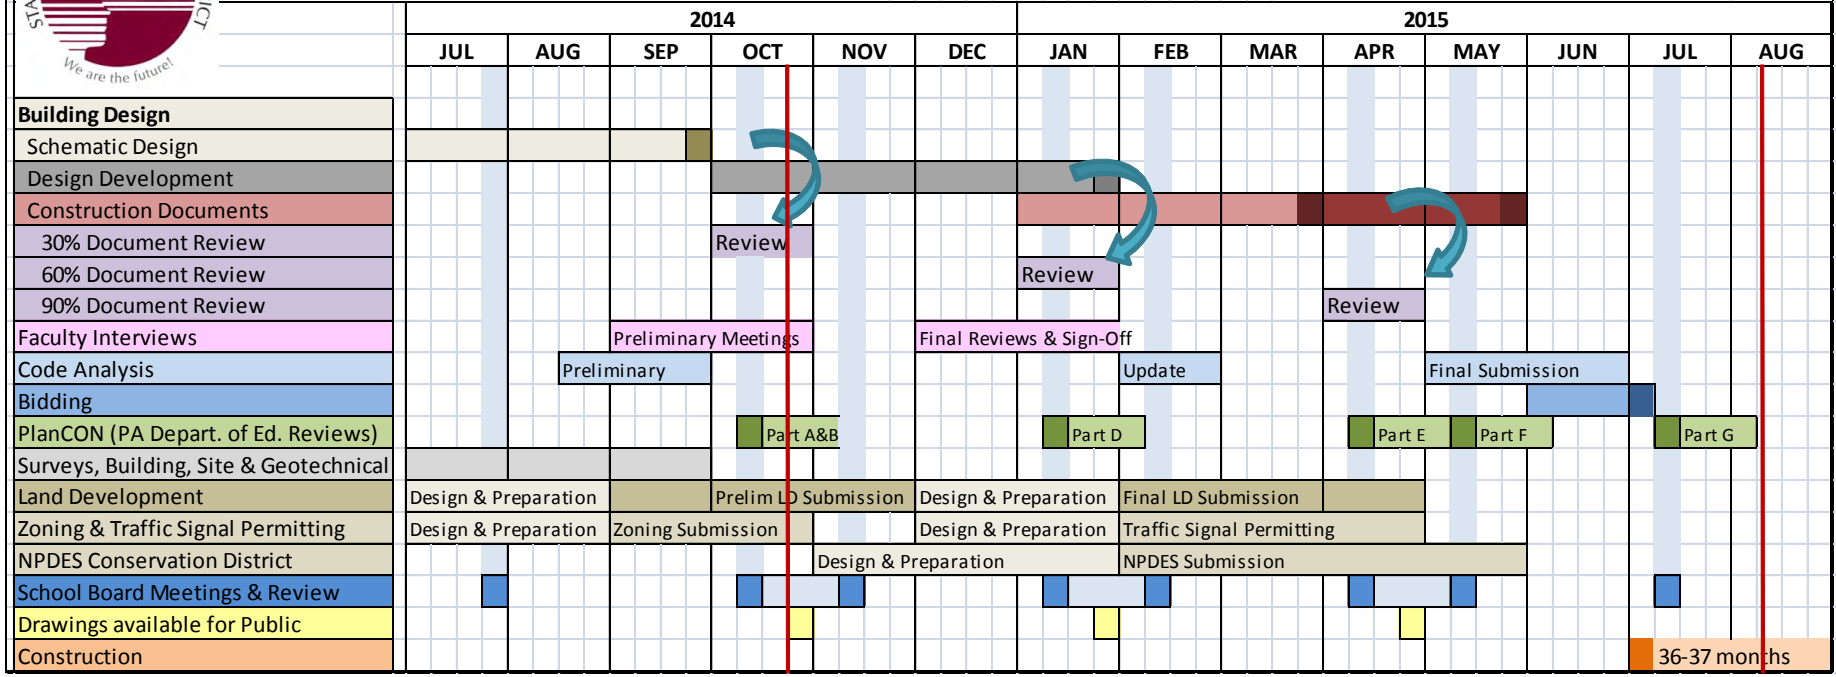 STA
ICT
We are the future!
2014 2015
JUL AUG SEP OCT NOV DEC JAN FEB MAR APR MAY JUN JUL AUG
Building Design
Schematic Design
Design Development
Construction Documents
30% Document Review Review
60% Document Review Review
90% Document Review Review
Faculty Interviews Preliminary Meetings Final Reviews & Sign-Off
Code Analysis Preliminary Update Final Submission
Bidding
PlanCON (PA Depart. of Ed. Reviews) Part A&B Part D Part E Part F Part G
Surveys, Building, Site & Geotechnical
Land Development Design & Preparation Prelim LD Submission Design & Preparation Final LD Submission
Zoning & Traffic Signal Permitting Design & Preparation Zoning Submission Design & Preparation Traffic Signal Permitting
NPDES Conservation District Design & Preparation NPDES Submission
School Board Meetings & Review
Drawings available for Public
Construction 36-37 months